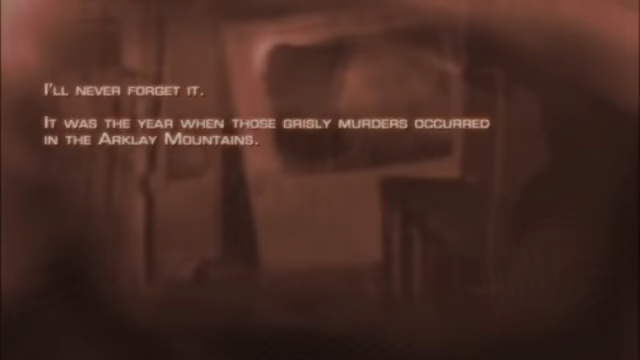 I'll never forget it.
It was the year when those grisly murders occurred
in the Arklay Mountains.